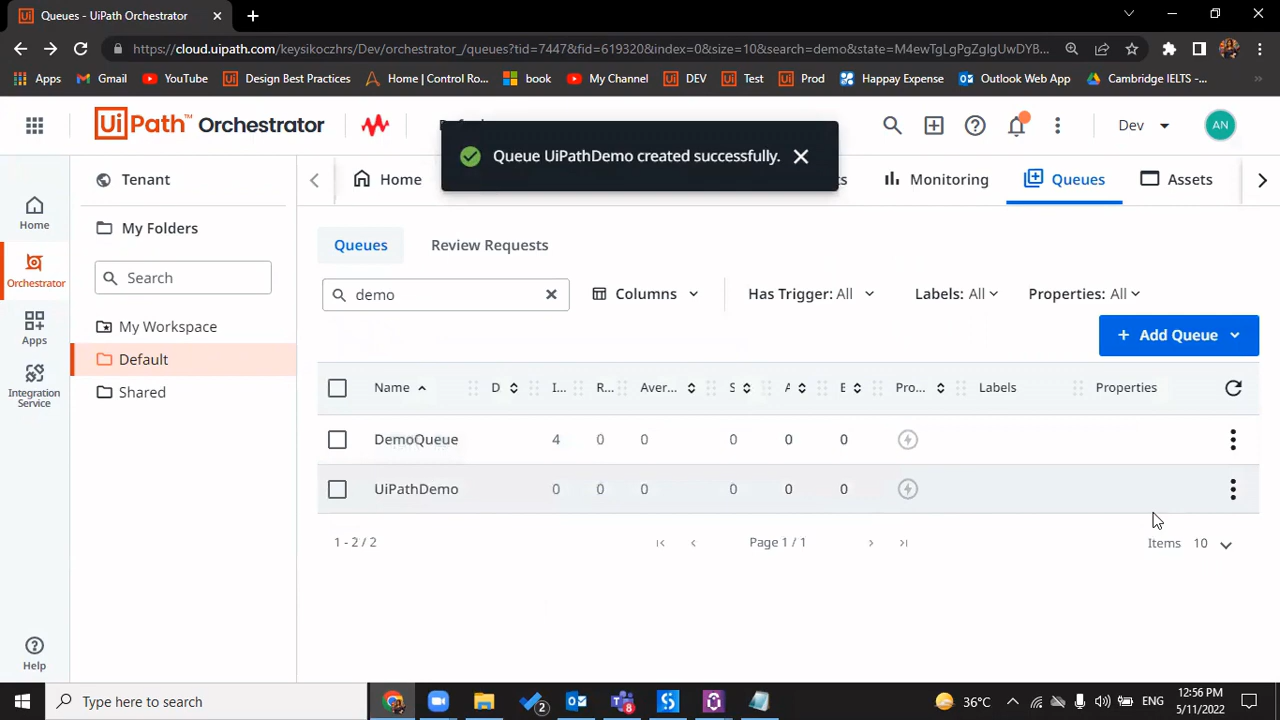 Queues - UiPath Orchestrator
https://cloud.uipath.com/keysikoczhrs/Dev/orchestrator_/queues?tid=7447&fid=619320&index=0&size=10&search=demo&state=M4ewTgLgPgZgIgUwDYB...
Apps
Gmail
YouTube
Design Best Practices
Home | Control Ro...
book
My Channel
DEV
Test
Prod
Happay Expense
Outlook Web App
Cambridge IELTS -...
UiPath™ Orchestrator
Dev
AN
Queue UiPathDemo created successfully.
Tenant
Home
Monitoring
Queues
Assets
Home
My Folders
Queues
Review Requests
Search
Orchestrator
demo
Columns
Has Trigger: All
Labels: All
Properties: All
My Workspace
Apps
Add Queue
Default
Integration
Service
Shared
Name
D
I...
R...
Aver...
S
A
E
Pro...
Labels
Properties
DemoQueue 4 0 0 0 0 0
UiPathDemo 0 0 0 0 0 0
1 - 2 / 2
Page 1 / 1
Items 10
Help
Type here to search
2
8
36°C
ENG
12:56 PM
5/11/2022